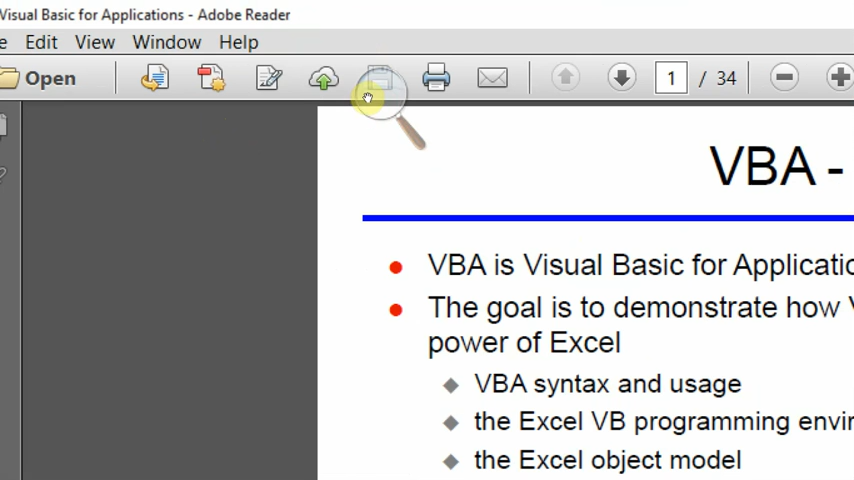 Visual Basic for Applications - Adobe Reader
Edit View Window Help
Open 1 / 34
VBA -
VBA is Visual Basic for Applicatio
The goal is to demonstrate how V
power of Excel
VBA syntax and usage
the Excel VB programming envir
the Excel object model